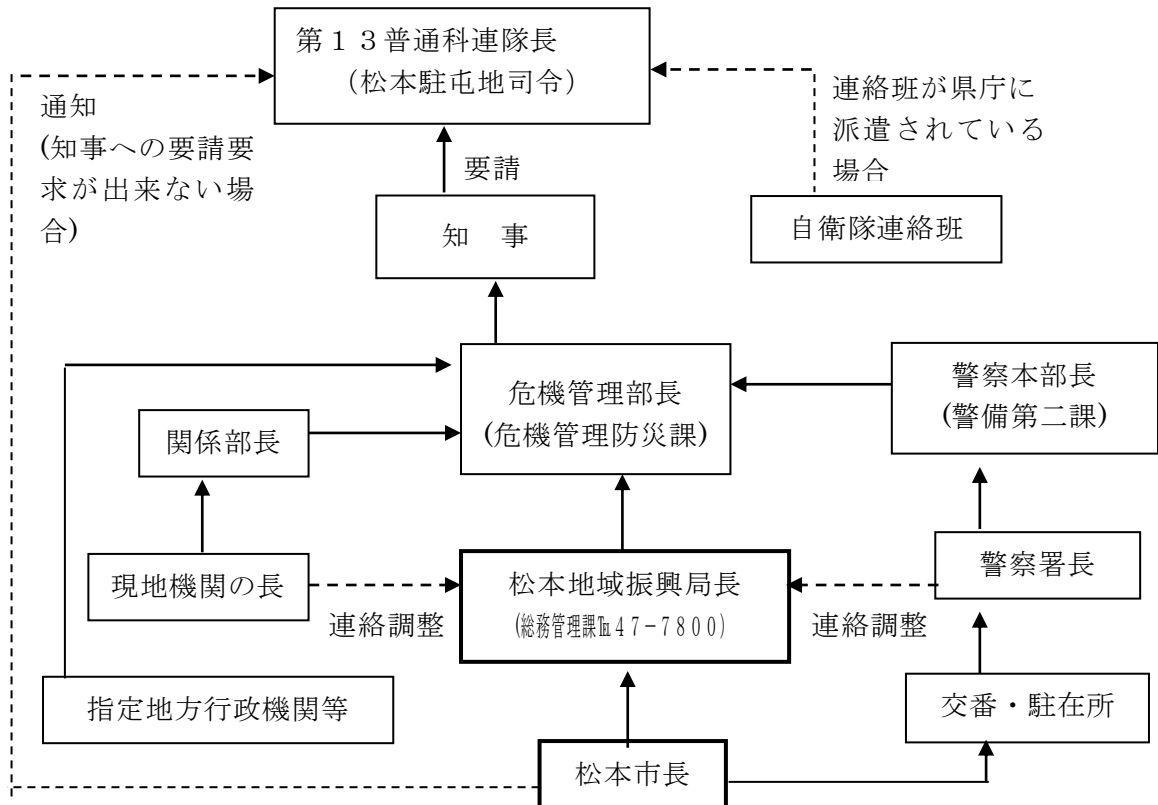 第１３普通科連隊長
（松本駐屯地司令）
通知
(知事への要請要
求が出来ない場
合)
連絡班が県庁に
派遣されている
場合
要請
知　事
自衛隊連絡班
危機管理部長
(危機管理防災課)
警察本部長
(警備第二課)
関係部長
現地機関の長
松本地域振興局長
(総務管理課℡４７−７８００)
警察署長
連絡調整
連絡調整
指定地方行政機関等
交番・駐在所
松本市長